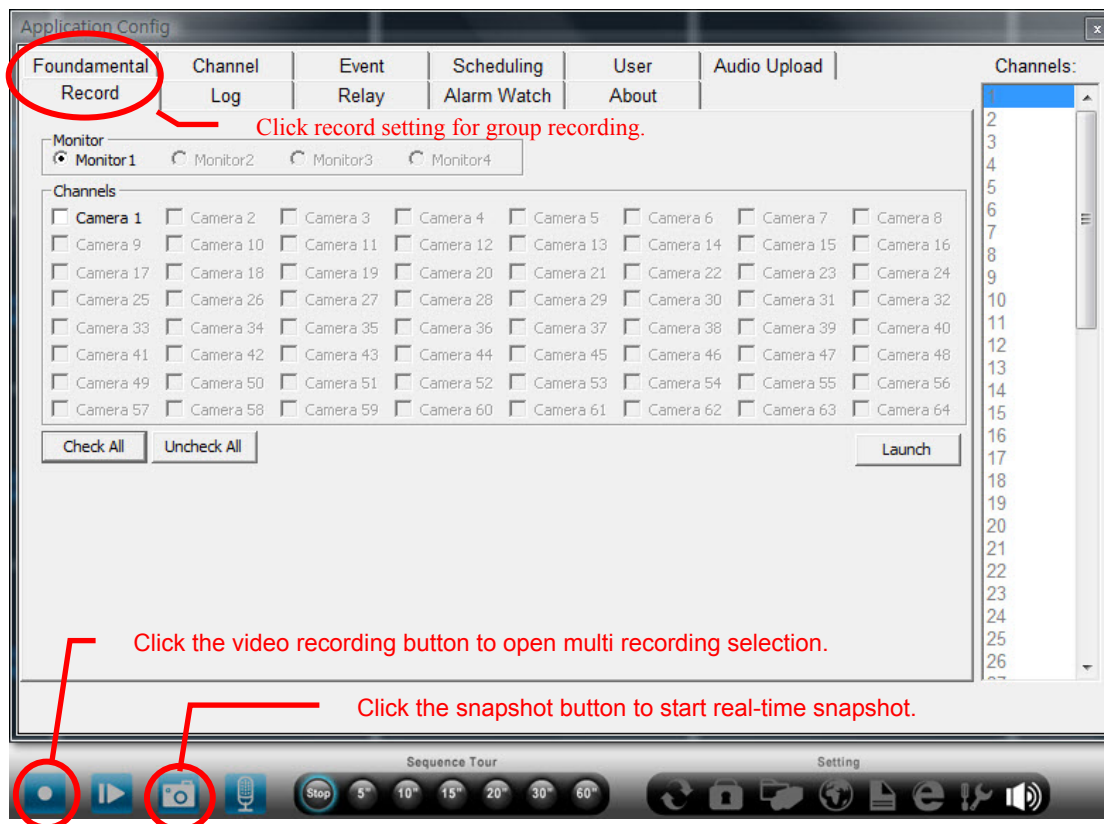 Application Config
x
Foundamental Channel Event Scheduling User Audio Upload
Record Log Relay Alarm Watch About
Click record setting for group recording.
Monitor
Monitor1 Monitor2 Monitor3 Monitor4
Channels
Camera 1 Camera 2 Camera 3 Camera 4 Camera 5 Camera 6 Camera 7 Camera 8
Camera 9 Camera 10 Camera 11 Camera 12 Camera 13 Camera 14 Camera 15 Camera 16
Camera 17 Camera 18 Camera 19 Camera 20 Camera 21 Camera 22 Camera 23 Camera 24
Camera 25 Camera 26 Camera 27 Camera 28 Camera 29 Camera 30 Camera 31 Camera 32
Camera 33 Camera 34 Camera 35 Camera 36 Camera 37 Camera 38 Camera 39 Camera 40
Camera 41 Camera 42 Camera 43 Camera 44 Camera 45 Camera 46 Camera 47 Camera 48
Camera 49 Camera 50 Camera 51 Camera 52 Camera 53 Camera 54 Camera 55 Camera 56
Camera 57 Camera 58 Camera 59 Camera 60 Camera 61 Camera 62 Camera 63 Camera 64
Check All Uncheck All Launch
Channels:
1
2
3
4
5
6
7
8
9
10
11
12
13
14
15
16
17
18
19
20
21
22
23
24
25
26
Click the video recording button to open multi recording selection.
Click the snapshot button to start real-time snapshot.
Sequence Tour
Setting
Stop 5" 10" 15" 20" 30" 60"